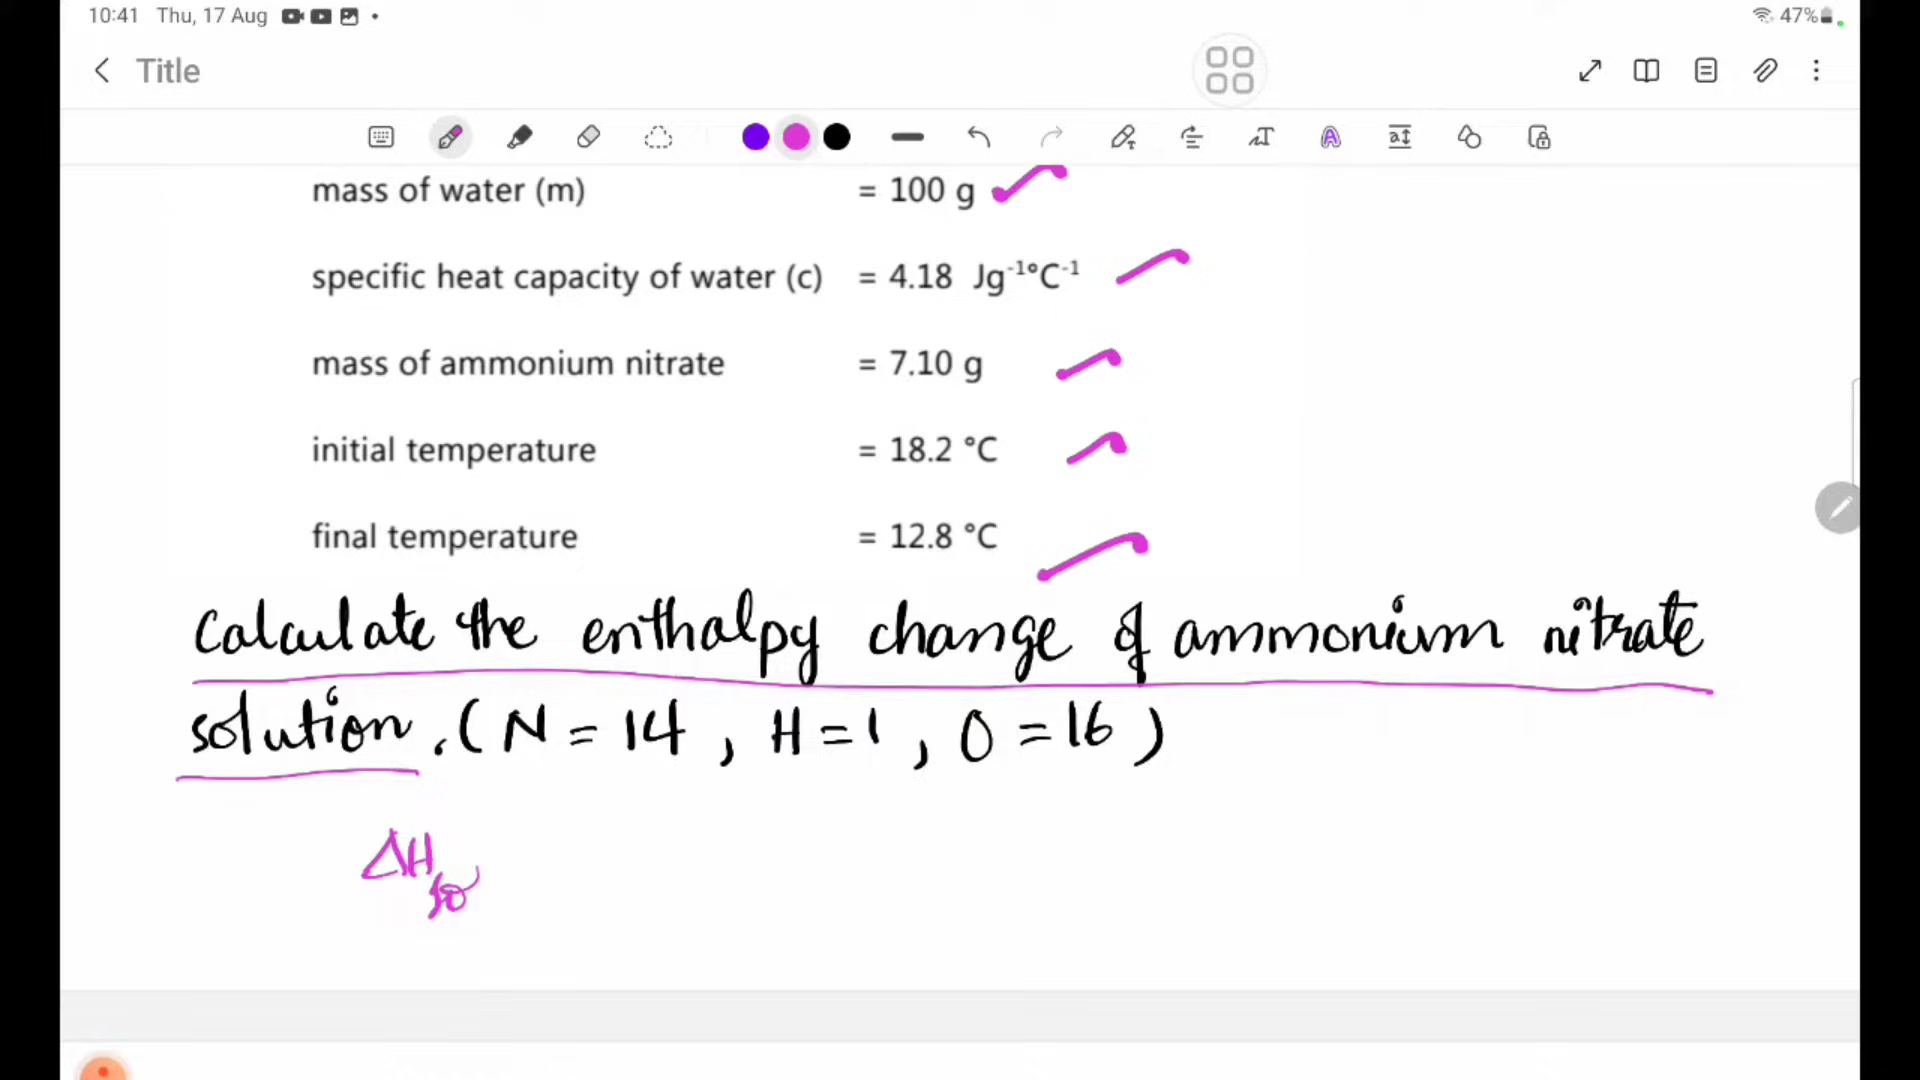 10:41 Thu, 17 Aug 47%
Title
mass of water (m) = 100 g
specific heat capacity of water (c) = 4.18 Jg⁻¹°C⁻¹
mass of ammonium nitrate = 7.10 g
initial temperature = 18.2 °C
final temperature = 12.8 °C
Calculate the enthalpy change of ammonium nitrate
solution. (N = 14, H = 1, O = 16)
ΔH